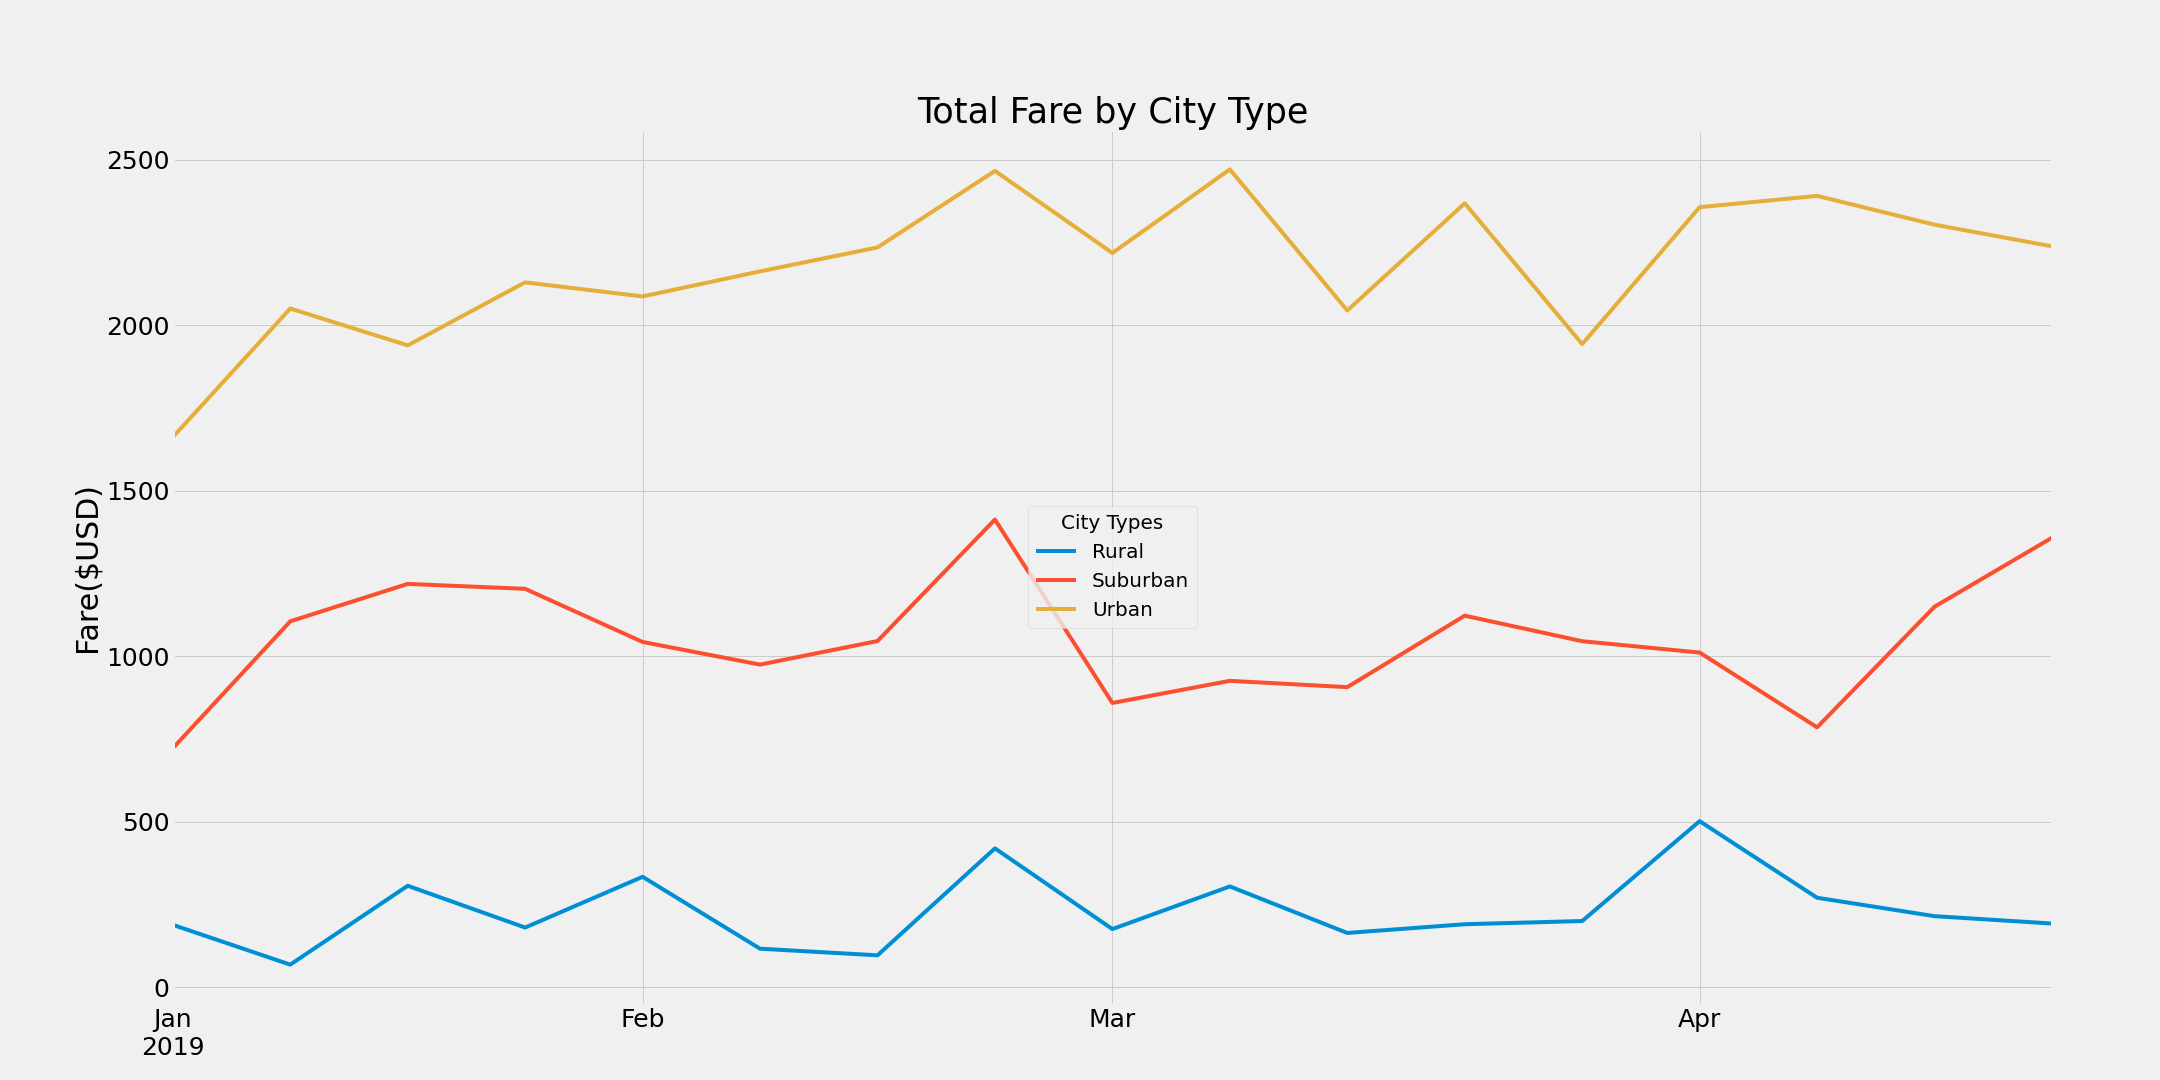 Total Fare by City Type
Fare($USD)
2500
2000
1500
1000
500
0
City Types
Rural
Suburban
Urban
Jan
2019
Feb
Mar
Apr